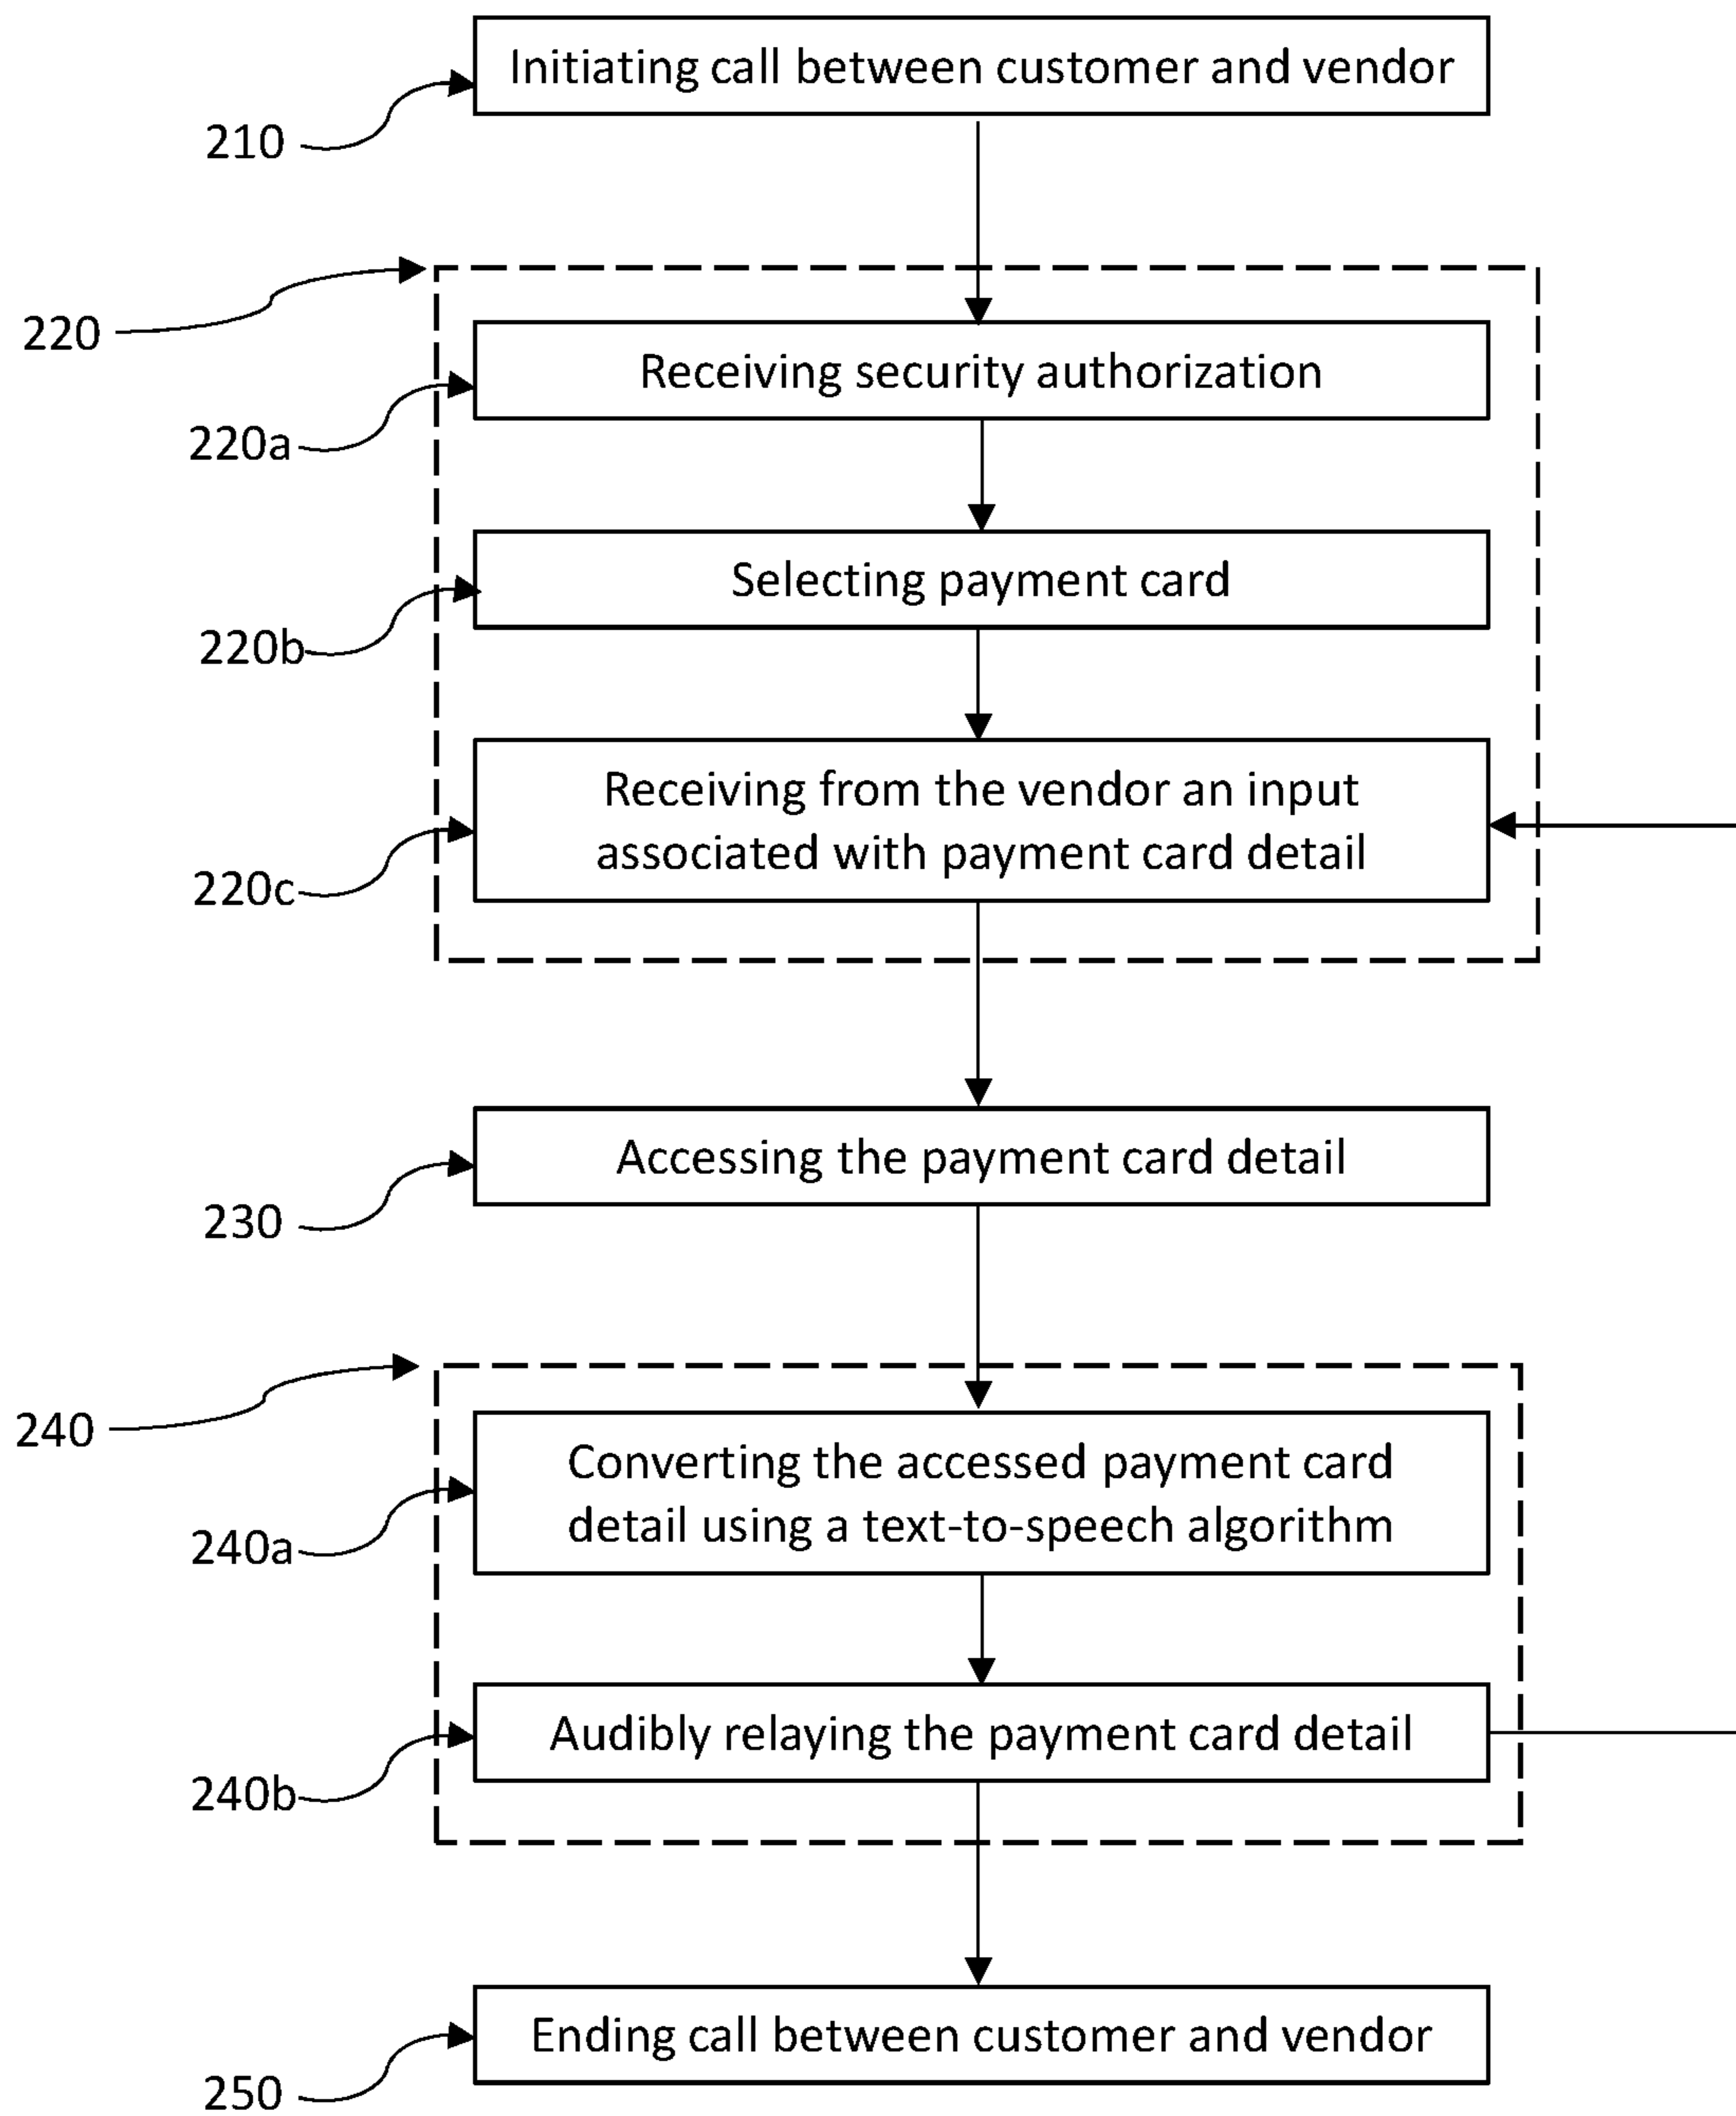 Initiating call between customer and vendor
210
220
Receiving security authorization
220a
Selecting payment card
220b
Receiving from the vendor an input
associated with payment card detail
220c
Accessing the payment card detail
230
240
Converting the accessed payment card
detail using a text-to-speech algorithm
240a
Audibly relaying the payment card detail
240b
Ending call between customer and vendor
250